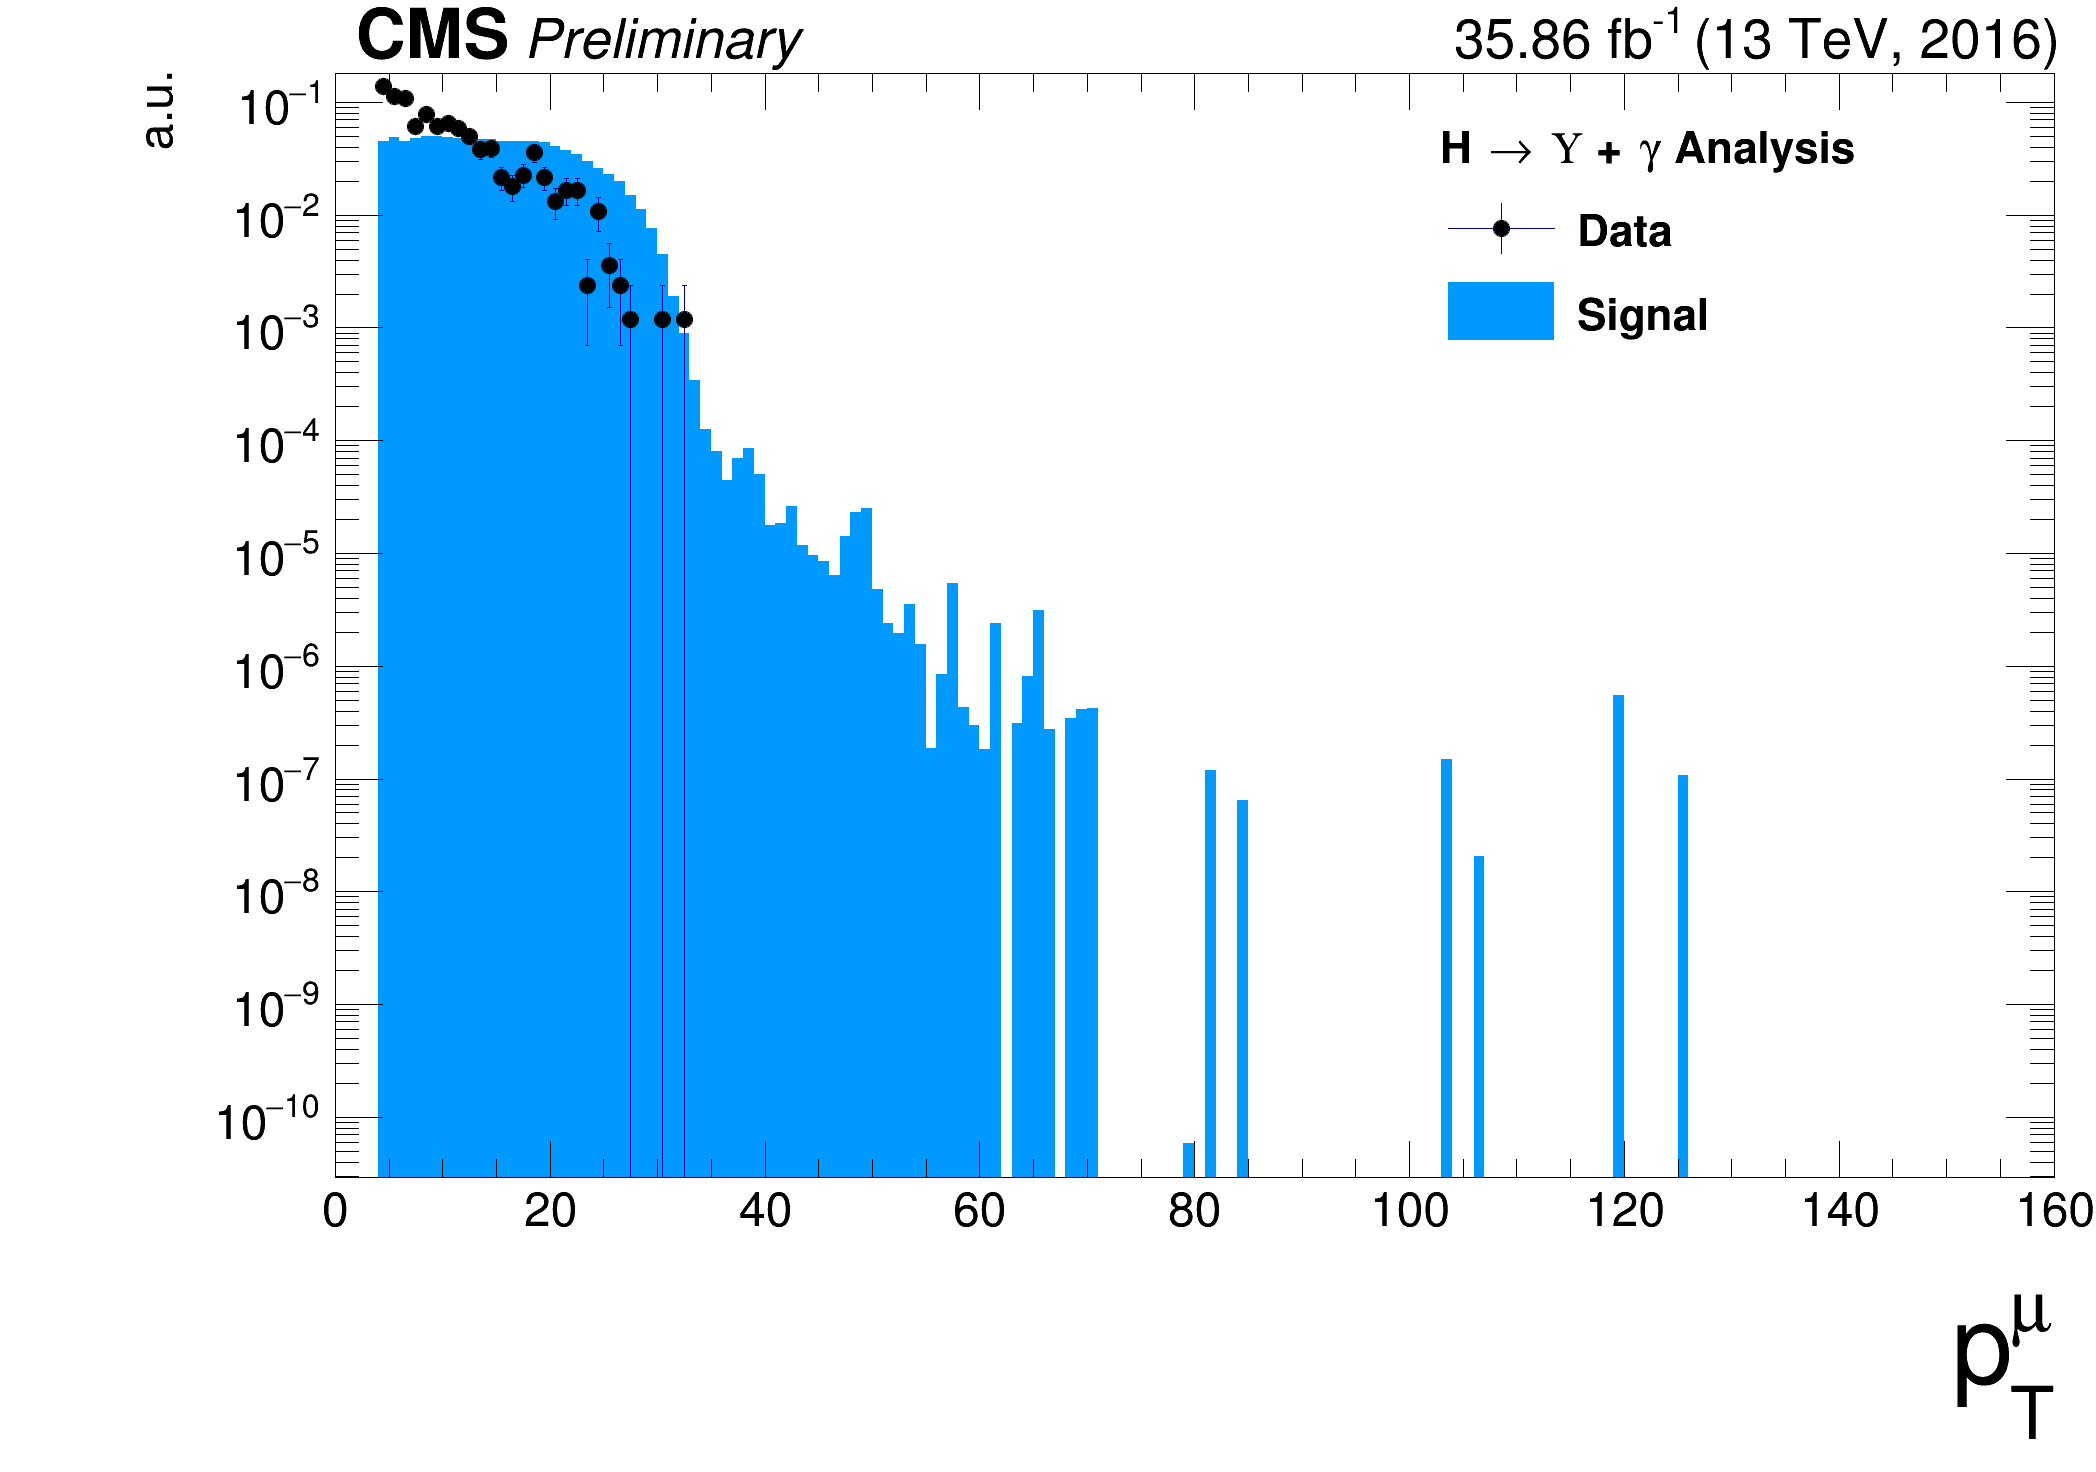 CMS Preliminary 35.86 fb⁻¹ (13 TeV, 2016)
a.u.
H → ϒ + γ Analysis
Data
Signal
10⁻¹
10⁻²
10⁻³
10⁻⁴
10⁻⁵
10⁻⁶
10⁻⁷
10⁻⁸
10⁻⁹
10⁻¹⁰
0 20 40 60 80 100 120 140 160
p_T^μ